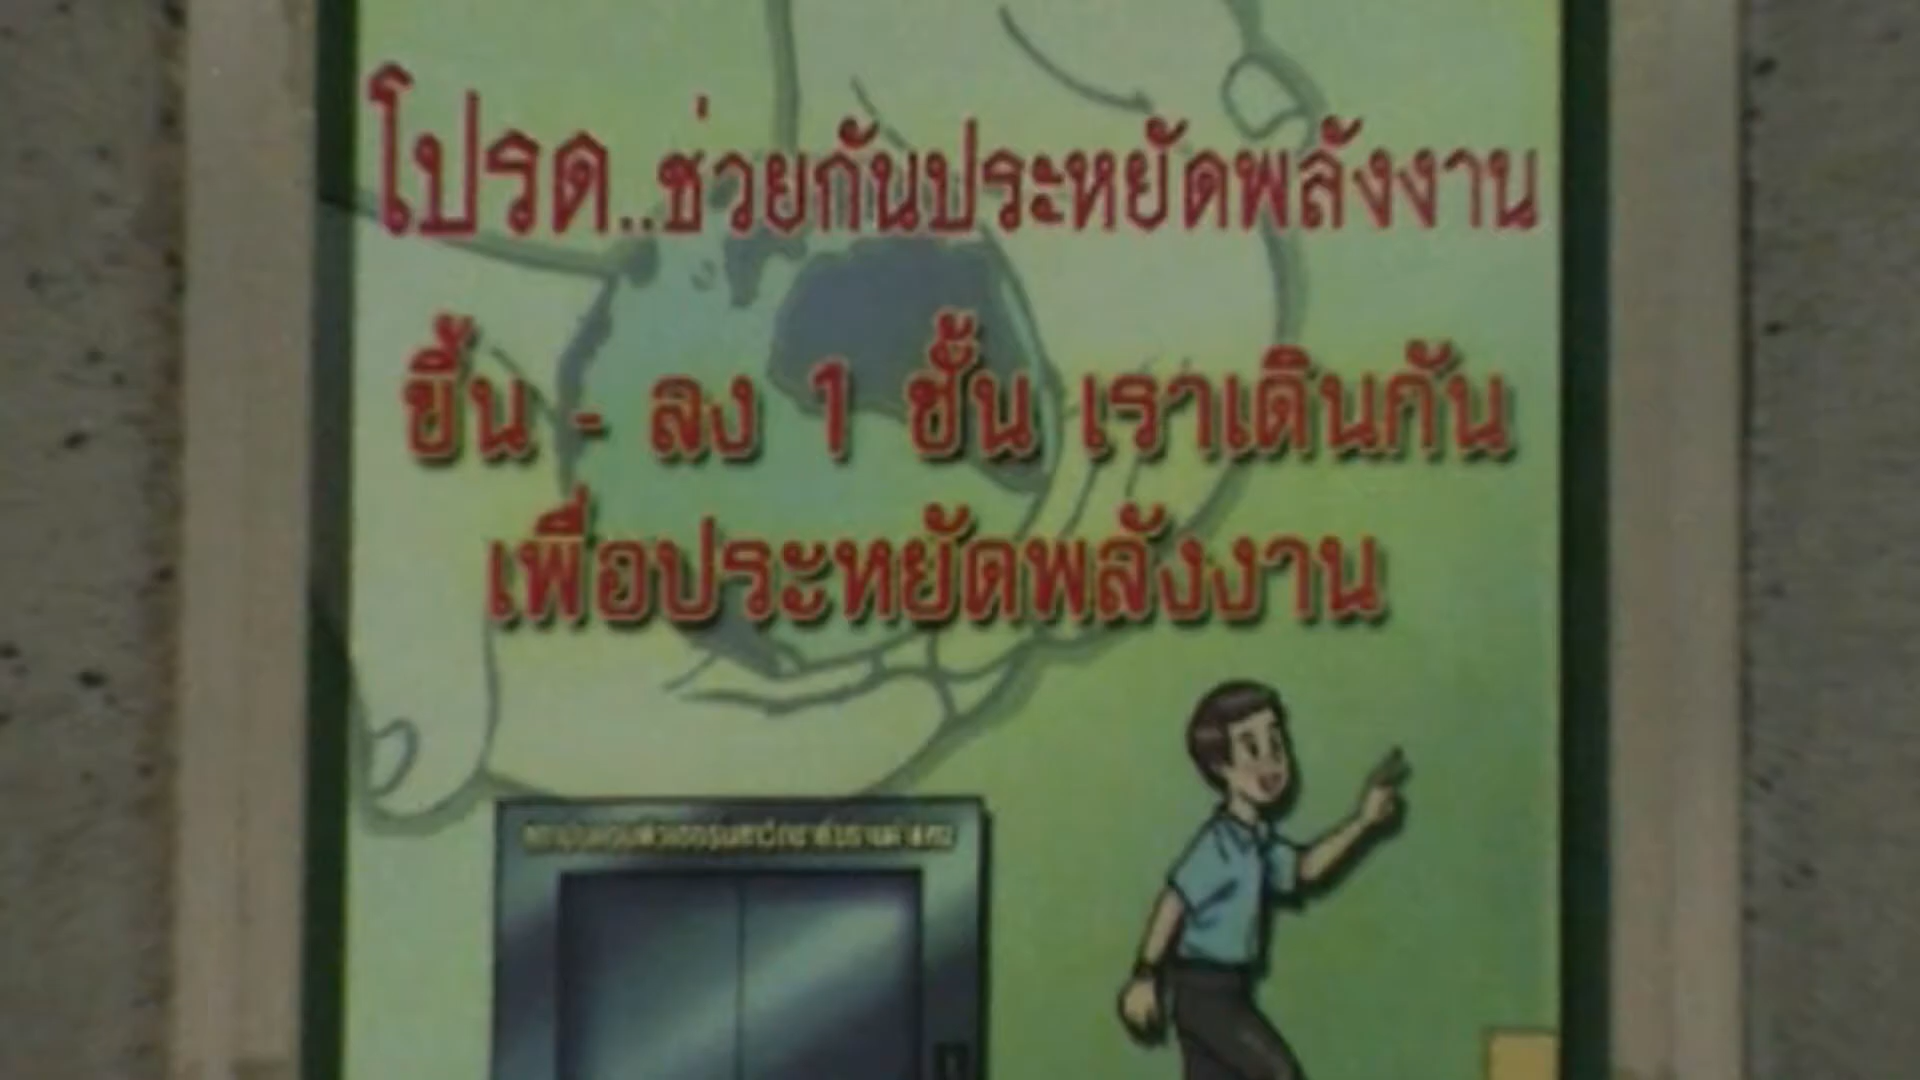 โปรด..ช่วยกันประหยัดพลังงาน
ขึ้น - ลง 1 ชั้น เราเดินกัน
เพื่อประหยัดพลังงาน